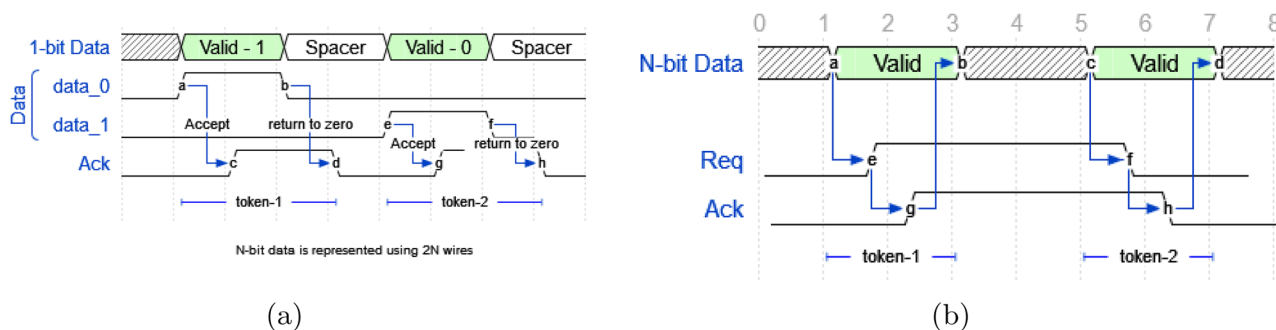 1-bit Data Valid - 1 Spacer Valid - 0 Spacer
Data
data_0 a b
Accept return to zero
data_1 e f
Accept return to zero
Ack c d g h
token-1 token-2
N-bit data is represented using 2N wires
(a)
0 1 2 3 4 5 6 7 8
N-bit Data a Valid b c Valid d
Req e f
Ack g h
token-1 token-2
(b)